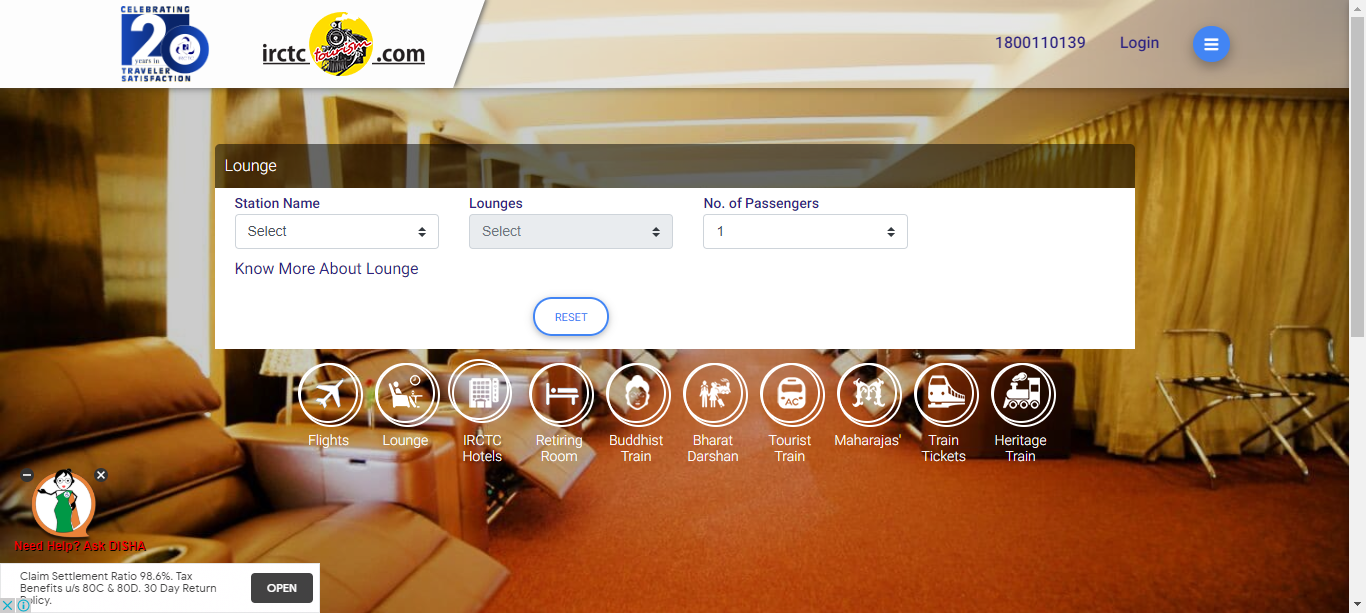 CELEBRATING
20
years in
TRAVELER
SATISFACTION
irctc tourism .com
1800110139
Login
Lounge
Station Name
Lounges
No. of Passengers
Select
Select
1
Know More About Lounge
RESET
Flights
Lounge
IRCTC
Hotels
Retiring
Room
Buddhist
Train
Bharat
Darshan
AC
Tourist
Train
Maharajas'
Train
Tickets
Heritage
Train
Need Help? Ask DISHA
Claim Settlement Ratio 98.6%. Tax
Benefits u/s 80C & 80D. 30 Day Return
Policy.
OPEN